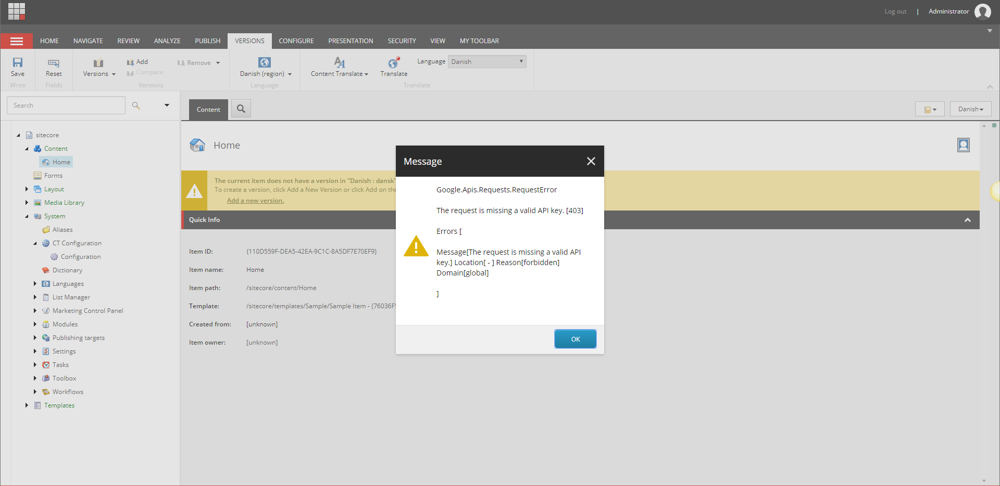 Log out | Administrator
HOME NAVIGATE REVIEW ANALYZE PUBLISH VERSIONS CONFIGURE PRESENTATION SECURITY VIEW MY TOOLBAR
Save
Write
Reset
Fields
Versions
Add
Compare
Remove
Versions
Danish (region)
Language
Content Translate
Translate
Language Danish
Translate
Search
Content
Danish
sitecore
Content
Home
Forms
Layout
Media Library
System
Aliases
CT Configuration
Configuration
Dictionary
Languages
List Manager
Marketing Control Panel
Modules
Publishing targets
Settings
Tasks
Toolbox
Workflows
Templates
Home
The current item does not have a version in "Danish : dansk"
To create a version, click Add a New Version or click Add on the
Add a new version.
Quick Info
Item ID: {110D559F-DEA5-42EA-9C1C-8A5DF7E70EF9}
Item name: Home
Item path: /sitecore/content/Home
Template: /sitecore/templates/Sample/Sample Item - {76036F5
Created from: [unknown]
Item owner: [unknown]
Message
Google.Apis.Requests.RequestError
The request is missing a valid API key. [403]
Errors [
Message[The request is missing a valid API
key.] Location[ - ] Reason[forbidden]
Domain[global]
]
OK